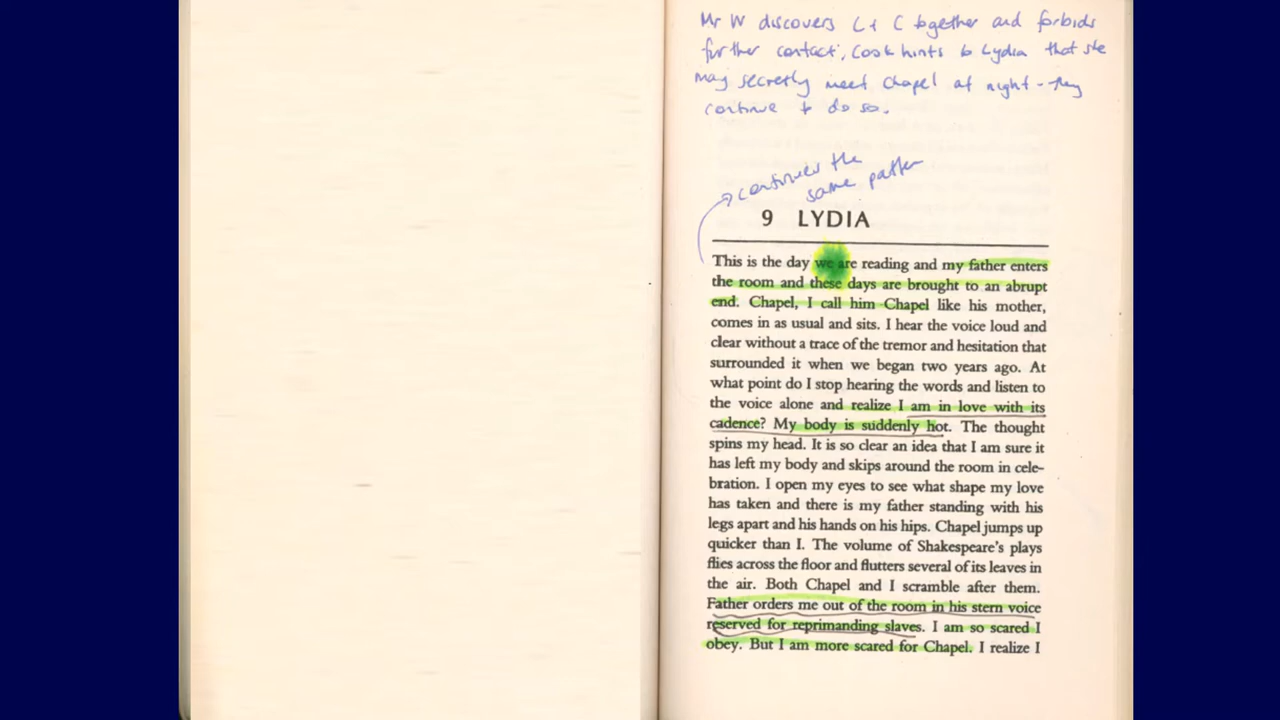 Mr W discovers L + C together and forbids
further contact; Cook hints to Lydia that she
may secretly meet Chapel at night - they
continue to do so.
continues the
same pattern
9 LYDIA
This is the day we are reading and my father enters
the room and these days are brought to an abrupt
end. Chapel, I call him Chapel like his mother,
comes in as usual and sits. I hear the voice loud and
clear without a trace of the tremor and hesitation that
surrounded it when we began two years ago. At
what point do I stop hearing the words and listen to
the voice alone and realize I am in love with its
cadence? My body is suddenly hot. The thought
spins my head. It is so clear an idea that I am sure it
has left my body and skips around the room in cele-
bration. I open my eyes to see what shape my love
has taken and there is my father standing with his
legs apart and his hands on his hips. Chapel jumps up
quicker than I. The volume of Shakespeare's plays
flies across the floor and flutters several of its leaves in
the air. Both Chapel and I scramble after them.
Father orders me out of the room in his stern voice
reserved for reprimanding slaves. I am so scared I
obey. But I am more scared for Chapel. I realize I